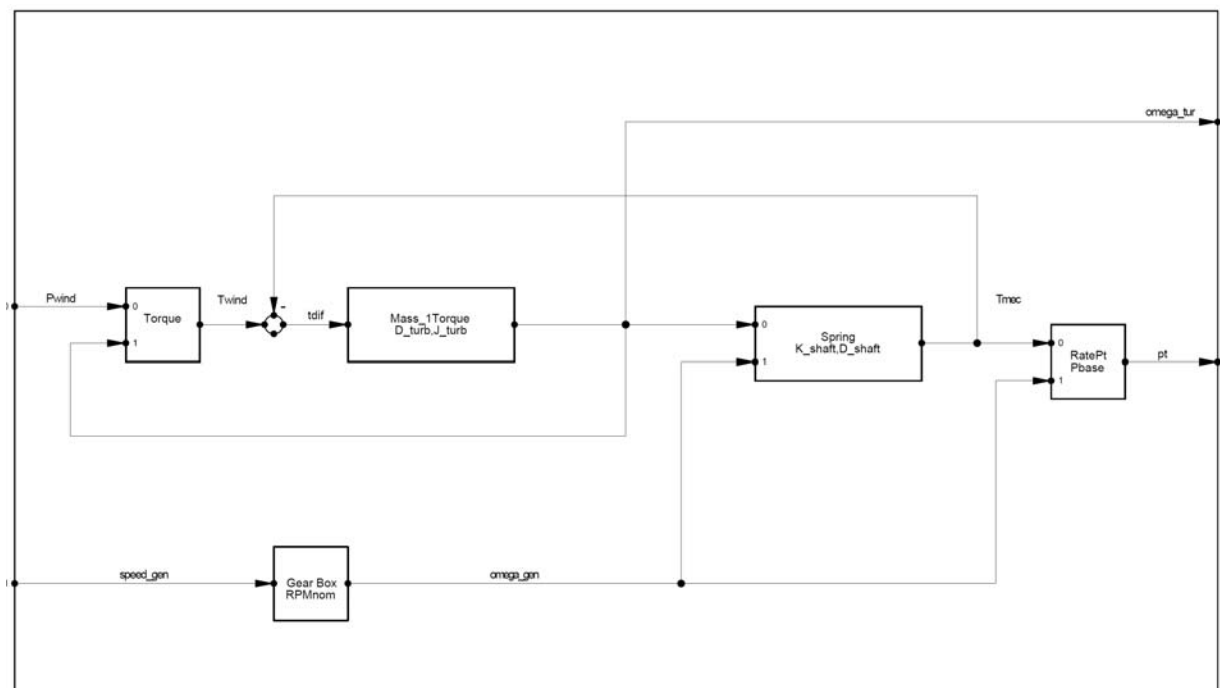 omega_tur
Pwind
0
1
Torque
Twind
-
tdif
Mass_1Torque
D_turb,J_turb
0
1
Spring
K_shaft,D_shaft
Tmec
0
1
RatePt
Pbase
pt
speed_gen
Gear Box
RPMnom
omega_gen